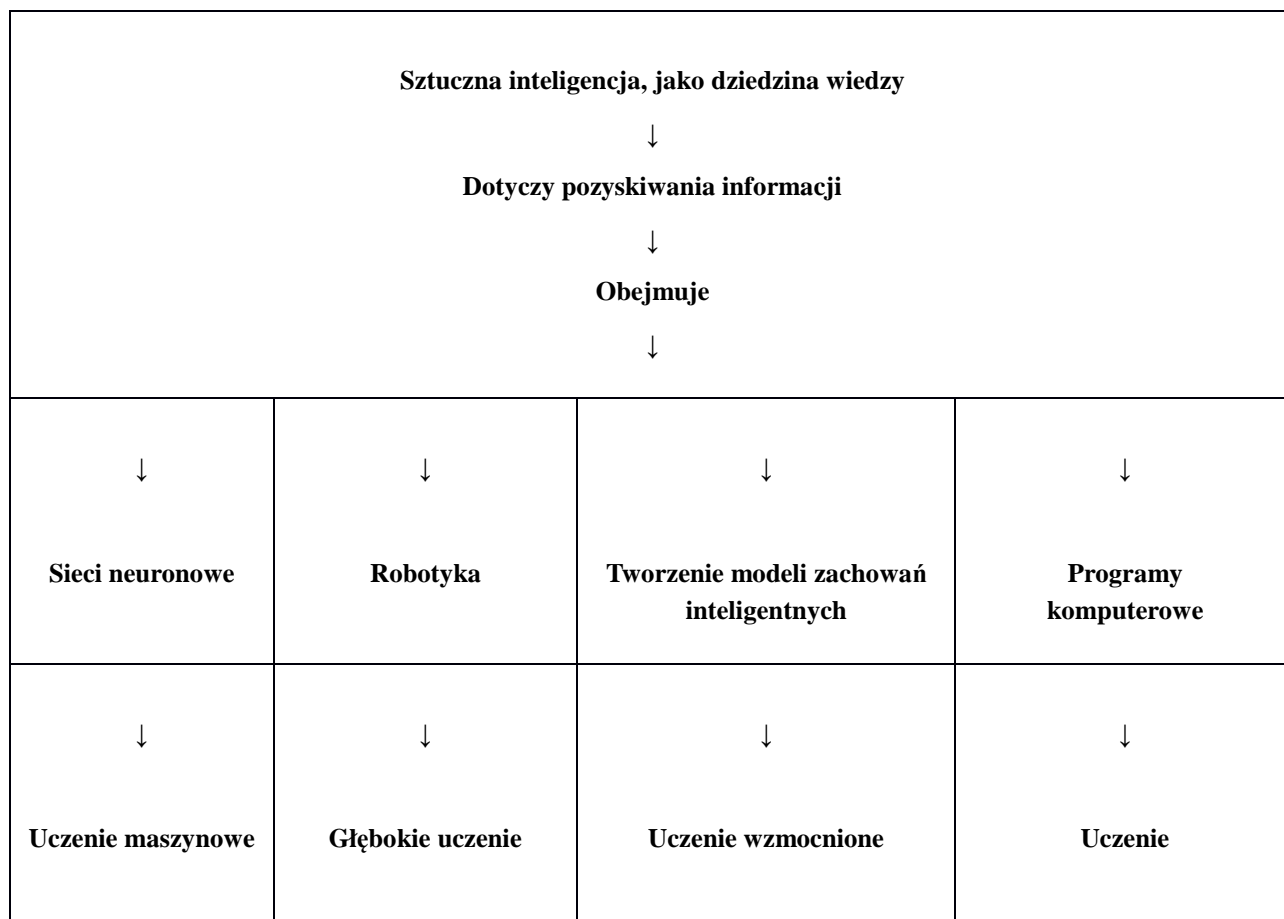 Sztuczna inteligencja, jako dziedzina wiedzy
↓
Dotyczy pozyskiwania informacji
↓
Obejmuje
↓
↓ ↓ ↓ ↓
Sieci neuronowe Robotyka Tworzenie modeli zachowań Programy
inteligentnych komputerowe
↓ ↓ ↓ ↓
Uczenie maszynowe Głębokie uczenie Uczenie wzmocnione Uczenie